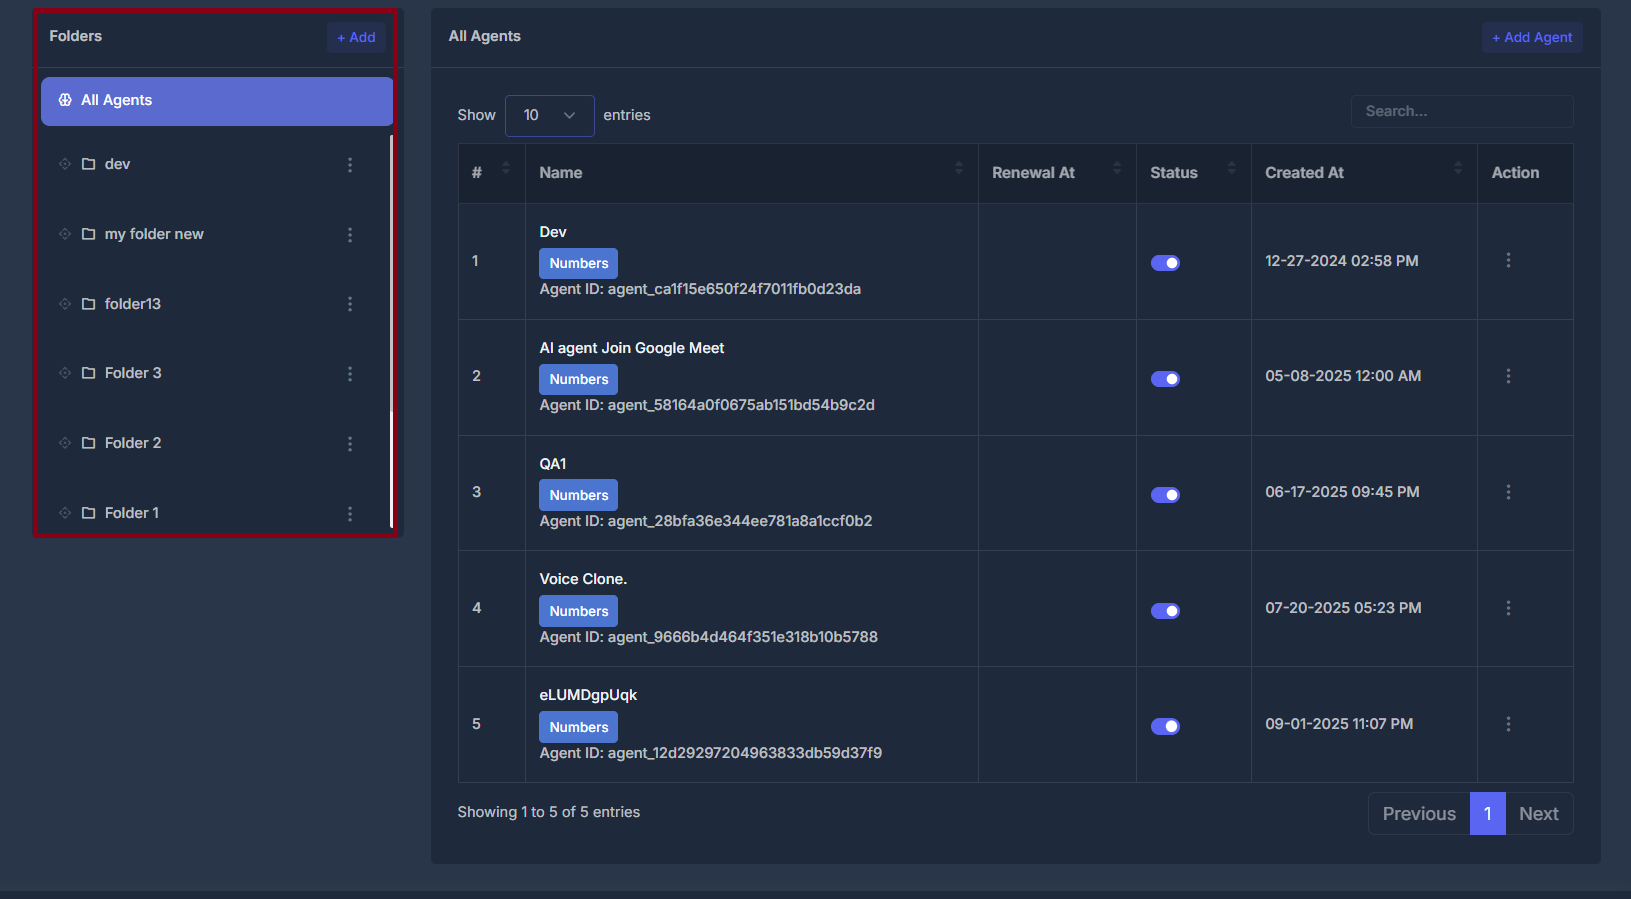 Folders
+ Add
All Agents
dev
my folder new
folder13
Folder 3
Folder 2
Folder 1
All Agents
+ Add Agent
Show 10 entries
Search...
# Name Renewal At Status Created At Action
Dev
1 Numbers 12-27-2024 02:58 PM
Agent ID: agent_ca1f15e650f24f7011fb0d23da
AI agent Join Google Meet
2 Numbers 05-08-2025 12:00 AM
Agent ID: agent_58164a0f0675ab151bd54b9c2d
QA1
3 Numbers 06-17-2025 09:45 PM
Agent ID: agent_28bfa36e344ee781a8a1ccf0b2
Voice Clone.
4 Numbers 07-20-2025 05:23 PM
Agent ID: agent_9666b4d464f351e318b10b5788
eLUMDgpUqk
5 Numbers 09-01-2025 11:07 PM
Agent ID: agent_12d29297204963833db59d37f9
Showing 1 to 5 of 5 entries
Previous 1 Next